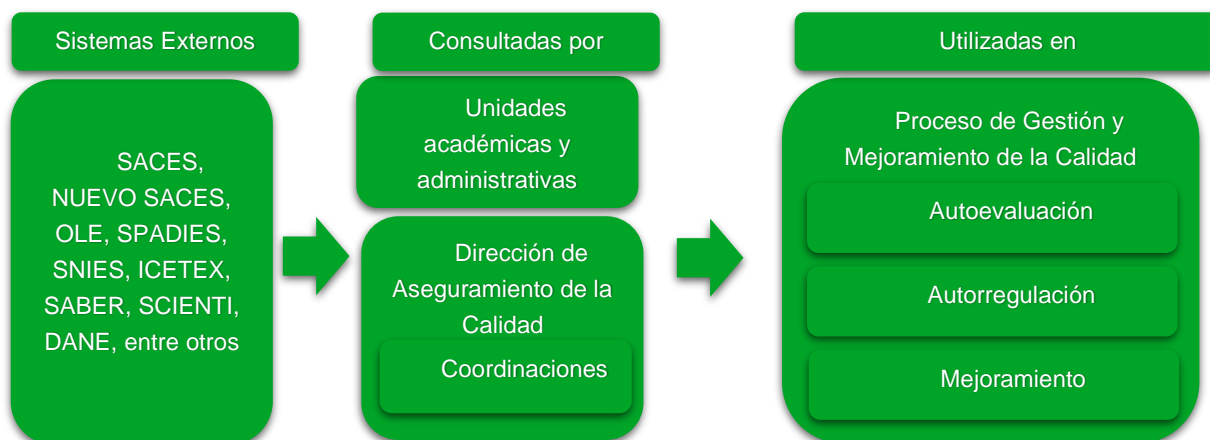 Sistemas Externos
SACES,
NUEVO SACES,
OLE, SPADIES,
SNIES, ICETEX,
SABER, SCIENTI,
DANE, entre otros
Consultadas por
Unidades
académicas y
administrativas
Dirección de
Aseguramiento de la
Calidad
Coordinaciones
Utilizadas en
Proceso de Gestión y
Mejoramiento de la Calidad
Autoevaluación
Autorregulación
Mejoramiento